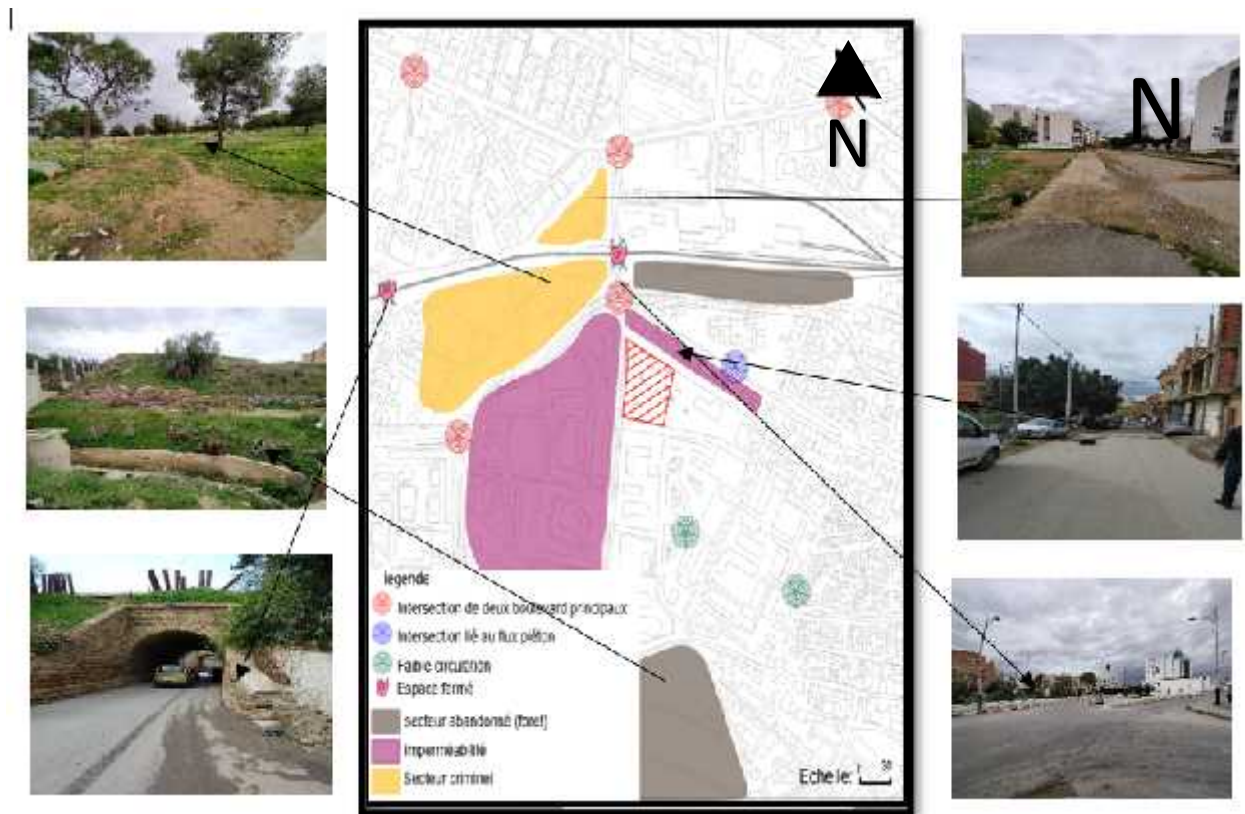 N
N
legende
Intersection de deux boulevard principaux
Intersection lié au flux piéton
Faible circulation
Espace fermé
secteur abandonné (foret)
Imperméabilité
Secteur criminel
Echelle: